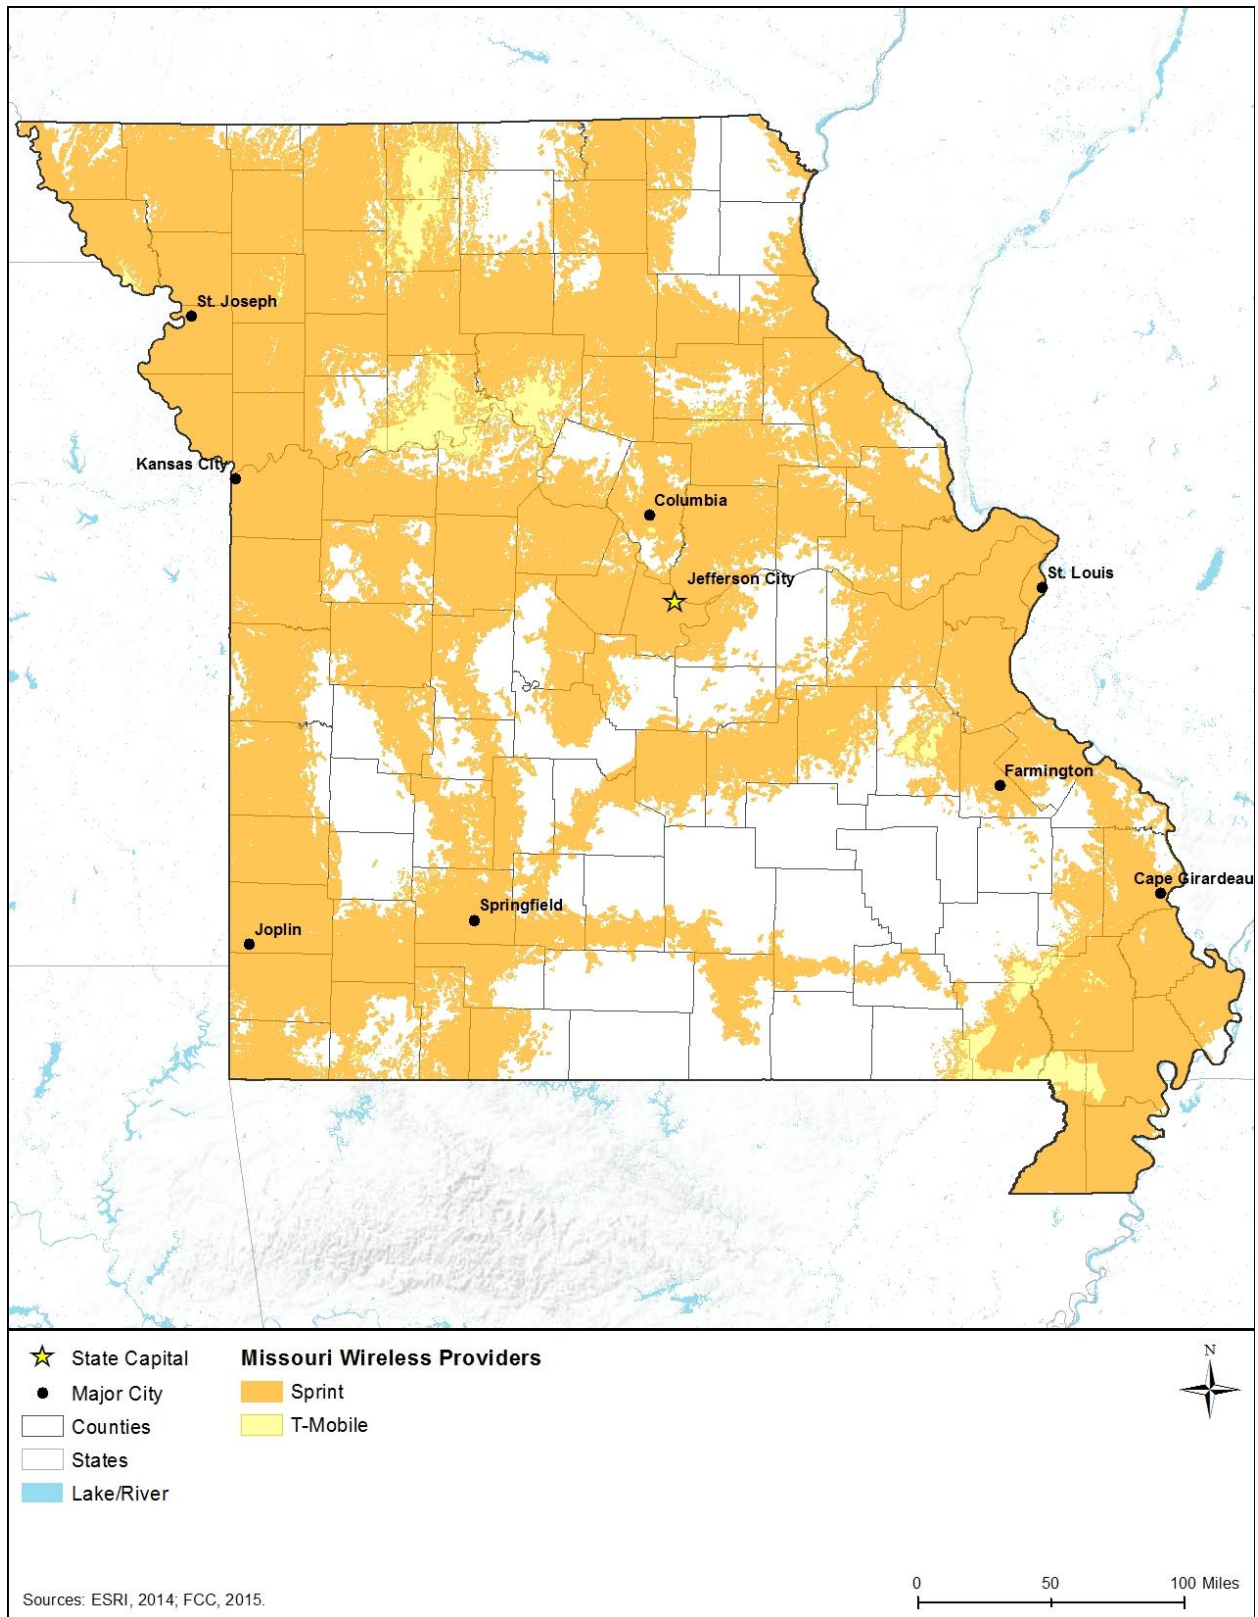 St. Joseph
Kansas City
Columbia
Jefferson City
St. Louis
Farmington
Cape Girardeau
Springfield
Joplin
State Capital
Major City
Counties
States
Lake/River
Missouri Wireless Providers
Sprint
T-Mobile
N
Sources: ESRI, 2014; FCC, 2015.
0 50 100 Miles